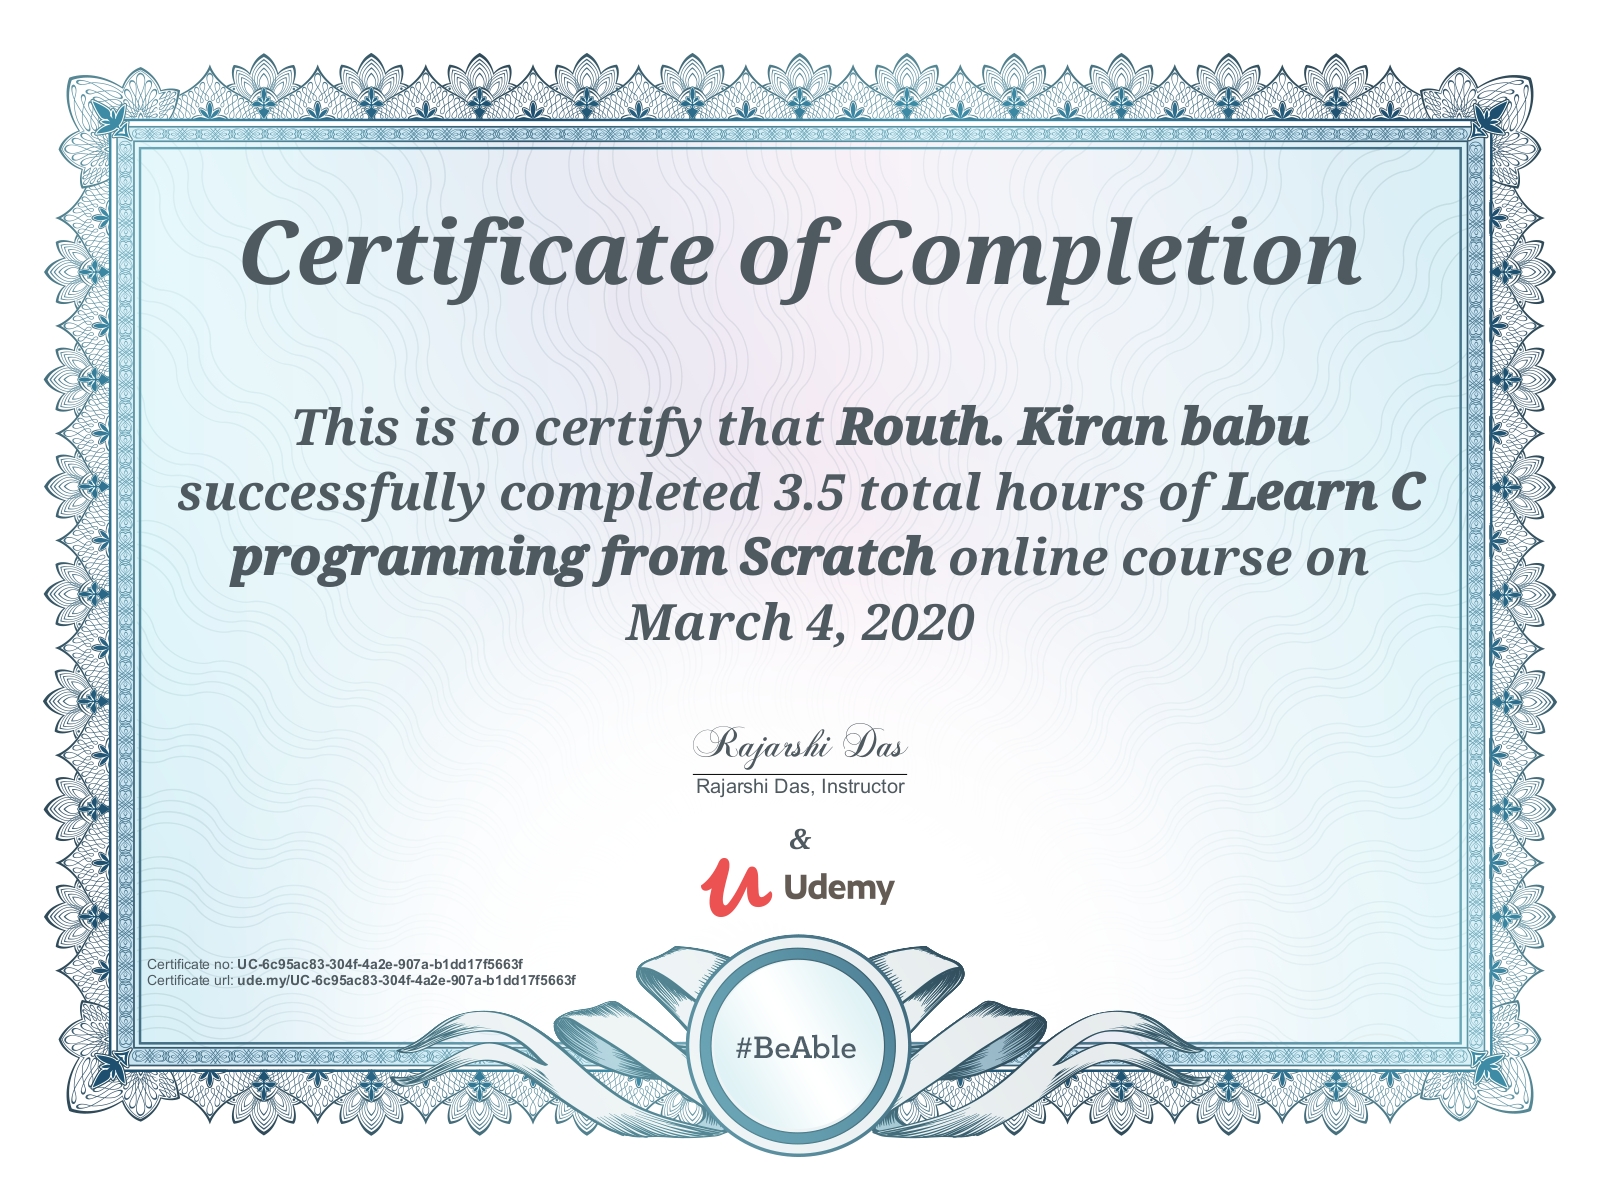 Certificate of Completion
This is to certify that Routh. Kiran babu
successfully completed 3.5 total hours of Learn C
programming from Scratch online course on
March 4, 2020
Rajarshi Das
Rajarshi Das, Instructor
&
Udemy
Certificate no: UC-6c95ac83-304f-4a2e-907a-b1dd17f5663f
Certificate url: ude.my/UC-6c95ac83-304f-4a2e-907a-b1dd17f5663f
#BeAble